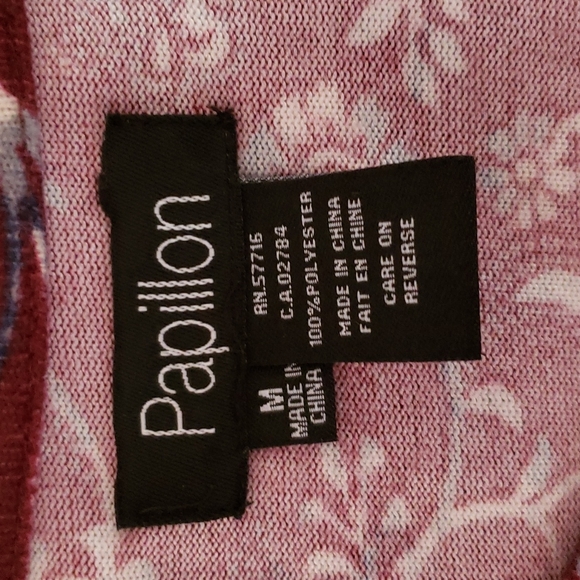 Papillon
M
MADE IN
CHINA
RN.57716
C.A.02784
100%POLYESTER
MADE IN CHINA
FAIT EN CHINE
CARE ON
REVERSE